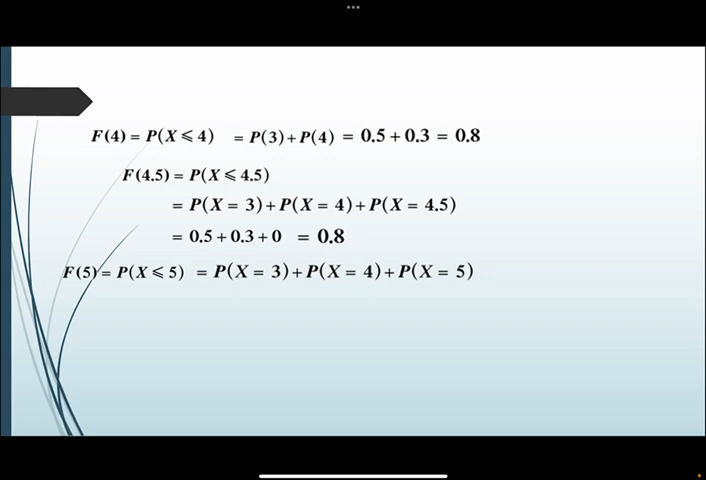 F(4) = P(X ⩽ 4) = P(3)+P(4) = 0.5+0.3 = 0.8
F(4.5) = P(X ⩽ 4.5)
= P(X = 3)+P(X = 4)+P(X = 4.5)
= 0.5+0.3+0 = 0.8
F(5) = P(X ⩽ 5) = P(X = 3)+P(X = 4)+P(X = 5)